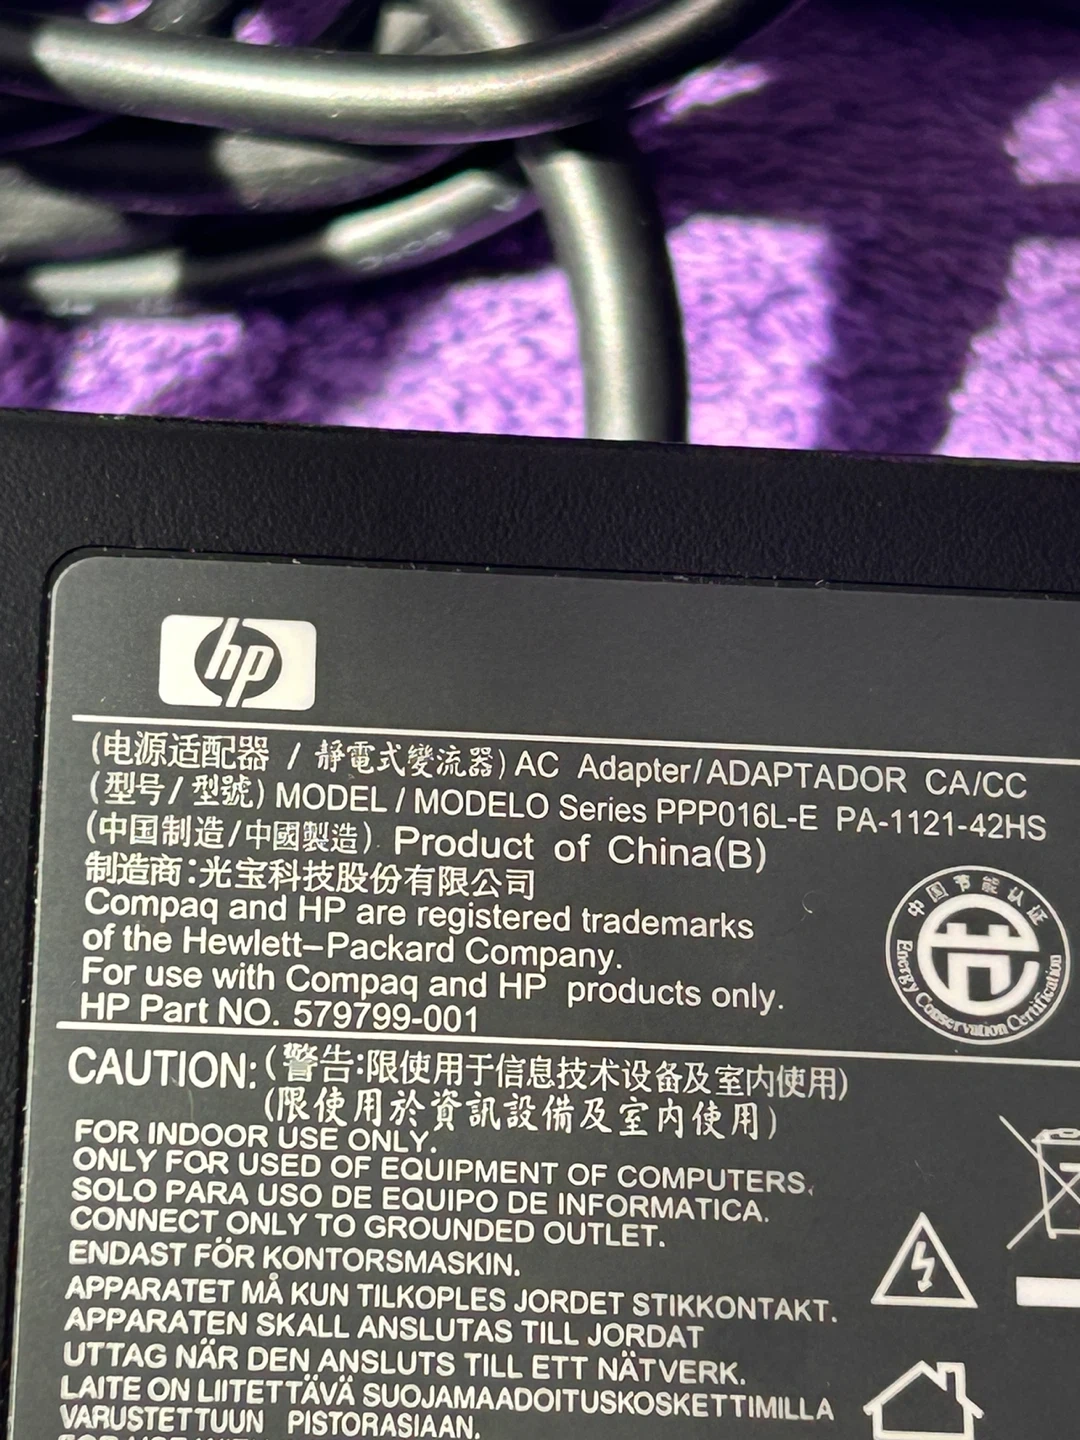 hp
(电源适配器 / 靜電式變流器) AC Adapter/ADAPTADOR CA/CC
(型号/型號) MODEL / MODELO Series PPP016L-E PA-1121-42HS
(中国制造/中國製造). Product of China(B)
制造商:光宝科技股份有限公司
Compaq and HP are registered trademarks
of the Hewlett-Packard Company.
For use with Compaq and HP products only.
HP Part NO. 579799-001
中国节能认证
Energy Conservation Certification
CAUTION: (警告:限使用于信息技术设备及室内使用)
(限使用於資訊設備及室內使用)
FOR INDOOR USE ONLY.
ONLY FOR USED OF EQUIPMENT OF COMPUTERS.
SOLO PARA USO DE EQUIPO DE INFORMATICA.
CONNECT ONLY TO GROUNDED OUTLET.
ENDAST FÖR KONTORSMASKIN.
APPARATET MÅ KUN TILKOPLES JORDET STIKKONTAKT.
APPARATEN SKALL ANSLUTAS TILL JORDAT
UTTAG NÄR DEN ANSLUTS TILL ETT NÄTVERK.
LAITE ON LIITETTÄVÄ SUOJAMAADOITUSKOSKETTIMILLA
VARUSTETTUUN PISTORASIAAN.